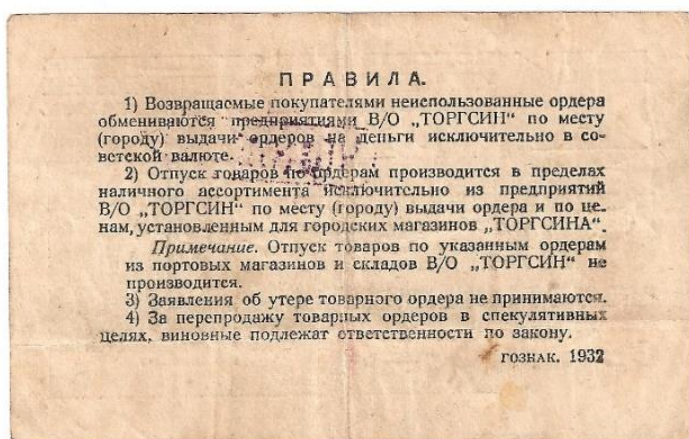 ПРАВИЛА.
1) Возвращаемые покупателями неиспользованные ордера
обмениваются предприятиями В/О „ТОРГСИН“ по месту
(городу) выдачи ордеров на деньги исключительно в со-
ветской валюте.
2) Отпуск товаров по ордерам производится в пределах
наличного ассортимента исключительно из предприятий
В/О „ТОРГСИН“ по месту (городу) выдачи ордера и по це-
нам, установленным для городских магазинов „ТОРГСИНА“.
Примечание. Отпуск товаров по указанным ордерам
из портовых магазинов и складов В/О „ТОРГСИН“ не
производится.
3) Заявления об утере товарного ордера не принимаются.
4) За перепродажу товарных ордеров в спекулятивных
целях, виновные подлежат ответственности по закону.
ГОЗНАК. 1932